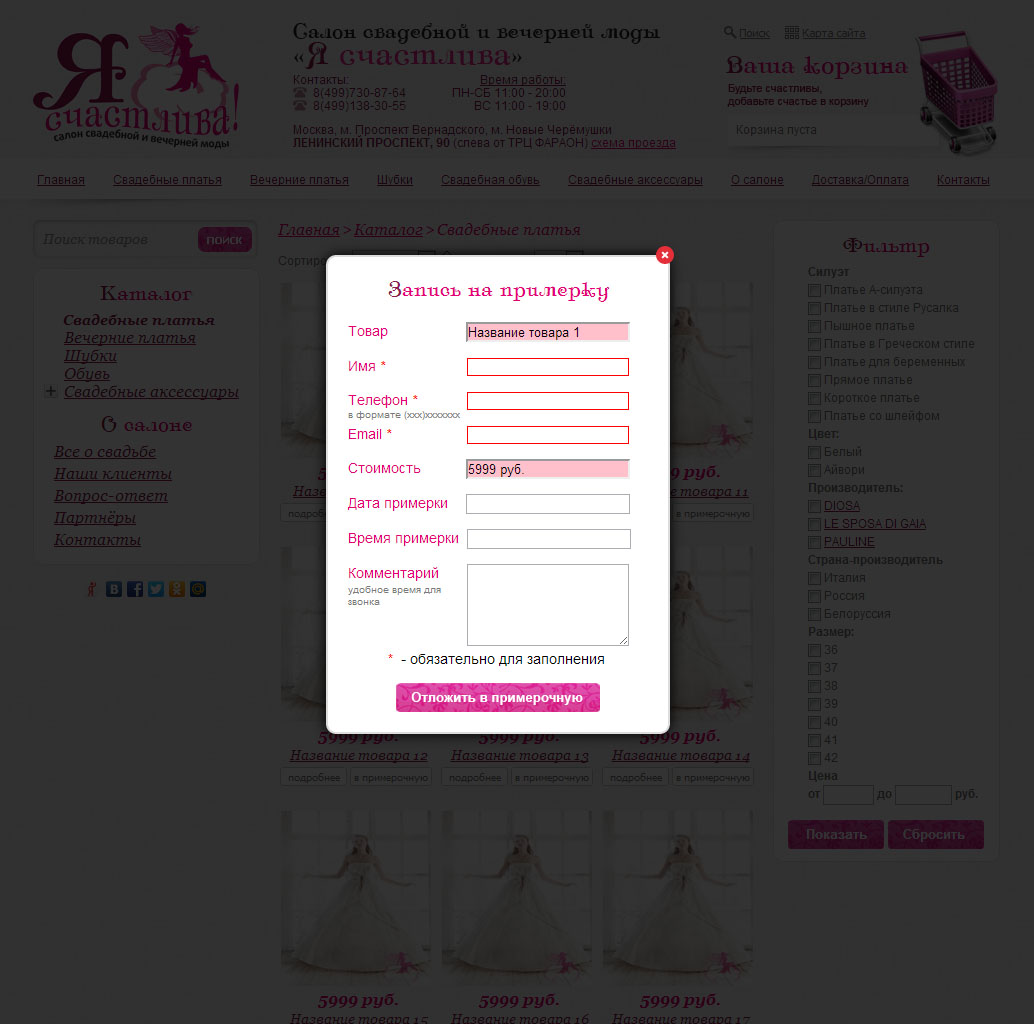 Я
счастлива!
салон свадебной и вечерней моды
Салон свадебной и вечерней моды
«Я счастлива»
Контакты:
8(499)730-87-64
8(499)138-30-55
Время работы:
ПН-СБ 11:00 - 20:00
ВС 11:00 - 19:00
Москва, м. Проспект Вернадского, м. Новые Черёмушки
ЛЕНИНСКИЙ ПРОСПЕКТ, 90 (слева от ТРЦ ФАРАОН) схема проезда
Поиск Карта сайта
Ваша корзина
Будьте счастливы,
добавьте счастье в корзину
Корзина пуста
Главная Свадебные платья Вечерние платья Шубки Свадебная обувь Свадебные аксессуары О салоне Доставка/Оплата Контакты
Поиск товаров ПОИСК
Каталог
Свадебные платья
Вечерние платья
Шубки
Обувь
Свадебные аксессуары
О салоне
Все о свадьбе
Наши клиенты
Вопрос-ответ
Партнёры
Контакты
Главная > Каталог > Свадебные платья
Запись на примерку
Товар Название товара 1
Имя *
Телефон *
в формате (xxx)xxxxxxx
Email *
Стоимость 5999 руб.
Дата примерки
Время примерки
Комментарий
удобное время для
звонка
* - обязательно для заполнения
Отложить в примерочную
товара 11
в примерочную
5999 руб. 5999 руб. 5999 руб.
Название товара 12 Название товара 13 Название товара 14
подробнее в примерочную подробнее в примерочную подробнее в примерочную
5999 руб. 5999 руб. 5999 руб.
Название товара 15 Название товара 16 Название товара 17
Фильтр
Силуэт
Платье А-силуэта
Платье в стиле Русалка
Пышное платье
Платье в Греческом стиле
Платье для беременных
Прямое платье
Короткое платье
Платье со шлейфом
Цвет:
Белый
Айвори
Производитель:
DIOSA
LE SPOSA DI GAIA
PAULINE
Страна-производитель
Италия
Россия
Белоруссия
Размер:
36
37
38
39
40
41
42
Цена
от до руб.
Показать Сбросить